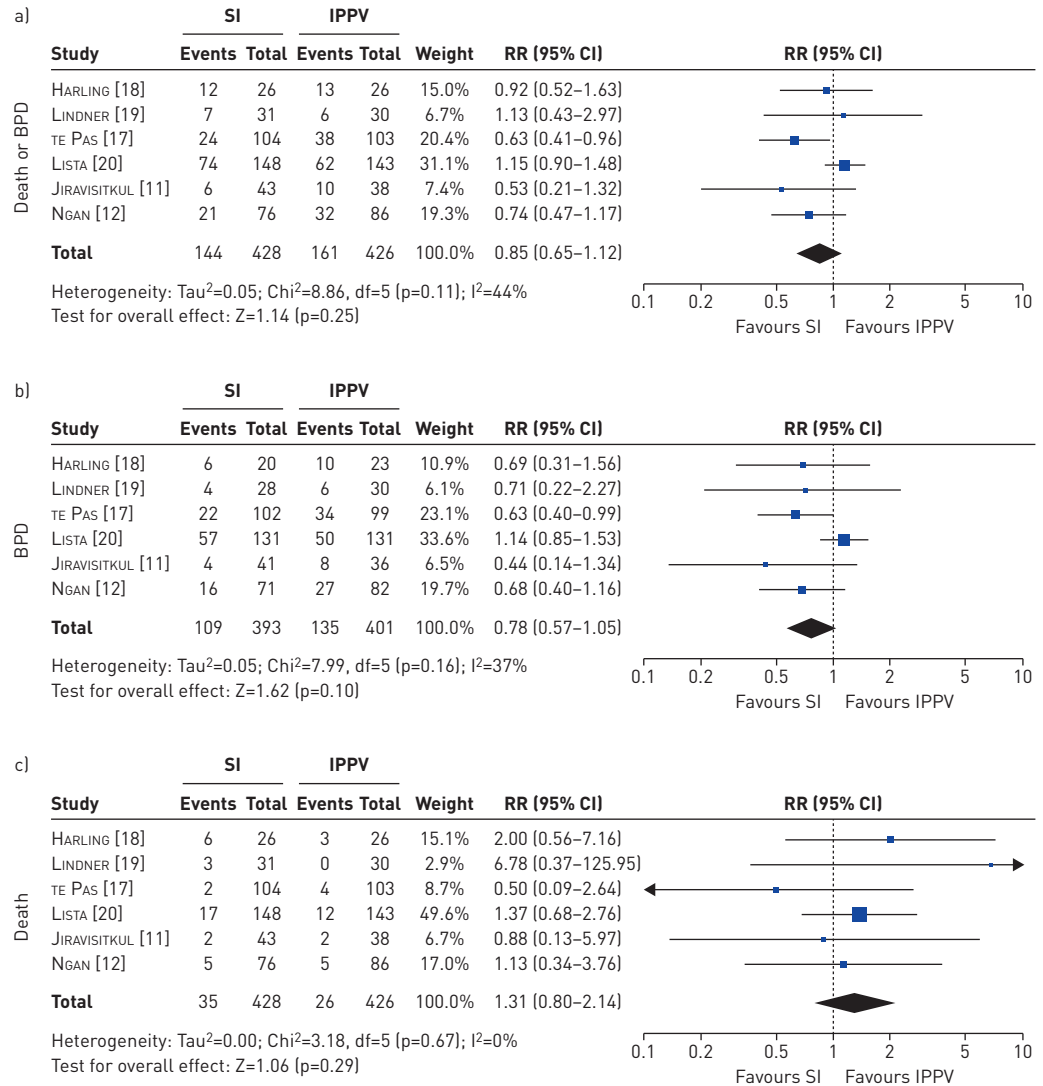 a)
SI IPPV
Study Events Total Events Total Weight RR (95% CI) RR (95% CI)
Death or BPD
HARLING [18] 12 26 13 26 15.0% 0.92 (0.52–1.63)
LINDNER [19] 7 31 6 30 6.7% 1.13 (0.43–2.97)
TE PAS [17] 24 104 38 103 20.4% 0.63 (0.41–0.96)
LISTA [20] 74 148 62 143 31.1% 1.15 (0.90–1.48)
JIRAVISITKUL [11] 6 43 10 38 7.4% 0.53 (0.21–1.32)
NGAN [12] 21 76 32 86 19.3% 0.74 (0.47–1.17)
Total 144 428 161 426 100.0% 0.85 (0.65–1.12)
Heterogeneity: Tau²=0.05; Chi²=8.86, df=5 (p=0.11); I²=44%
Test for overall effect: Z=1.14 (p=0.25)
0.1 0.2 0.5 1 2 5 10
Favours SI Favours IPPV
b)
SI IPPV
Study Events Total Events Total Weight RR (95% CI) RR (95% CI)
BPD
HARLING [18] 6 20 10 23 10.9% 0.69 (0.31–1.56)
LINDNER [19] 4 28 6 30 6.1% 0.71 (0.22–2.27)
TE PAS [17] 22 102 34 99 23.1% 0.63 (0.40–0.99)
LISTA [20] 57 131 50 131 33.6% 1.14 (0.85–1.53)
JIRAVISITKUL [11] 4 41 8 36 6.5% 0.44 (0.14–1.34)
NGAN [12] 16 71 27 82 19.7% 0.68 (0.40–1.16)
Total 109 393 135 401 100.0% 0.78 (0.57–1.05)
Heterogeneity: Tau²=0.05; Chi²=7.99, df=5 (p=0.16); I²=37%
Test for overall effect: Z=1.62 (p=0.10)
0.1 0.2 0.5 1 2 5 10
Favours SI Favours IPPV
c)
SI IPPV
Study Events Total Events Total Weight RR (95% CI) RR (95% CI)
Death
HARLING [18] 6 26 3 26 15.1% 2.00 (0.56–7.16)
LINDNER [19] 3 31 0 30 2.9% 6.78 (0.37–125.95)
TE PAS [17] 2 104 4 103 8.7% 0.50 (0.09–2.64)
LISTA [20] 17 148 12 143 49.6% 1.37 (0.68–2.76)
JIRAVISITKUL [11] 2 43 2 38 6.7% 0.88 (0.13–5.97)
NGAN [12] 5 76 5 86 17.0% 1.13 (0.34–3.76)
Total 35 428 26 426 100.0% 1.31 (0.80–2.14)
Heterogeneity: Tau²=0.00; Chi²=3.18, df=5 (p=0.67); I²=0%
Test for overall effect: Z=1.06 (p=0.29)
0.1 0.2 0.5 1 2 5 10
Favours SI Favours IPPV